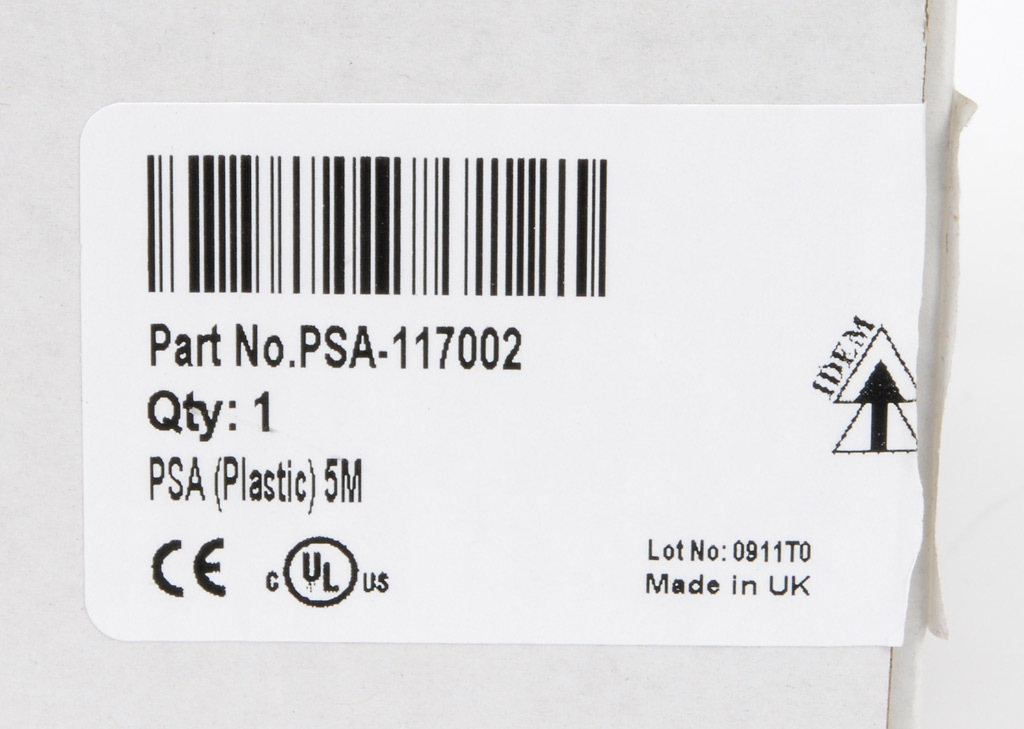 Part No.PSA-117002
Qty: 1
PSA (Plastic) 5M
CE
C UL US
IDEM
Lot No: 0911T0
Made in UK